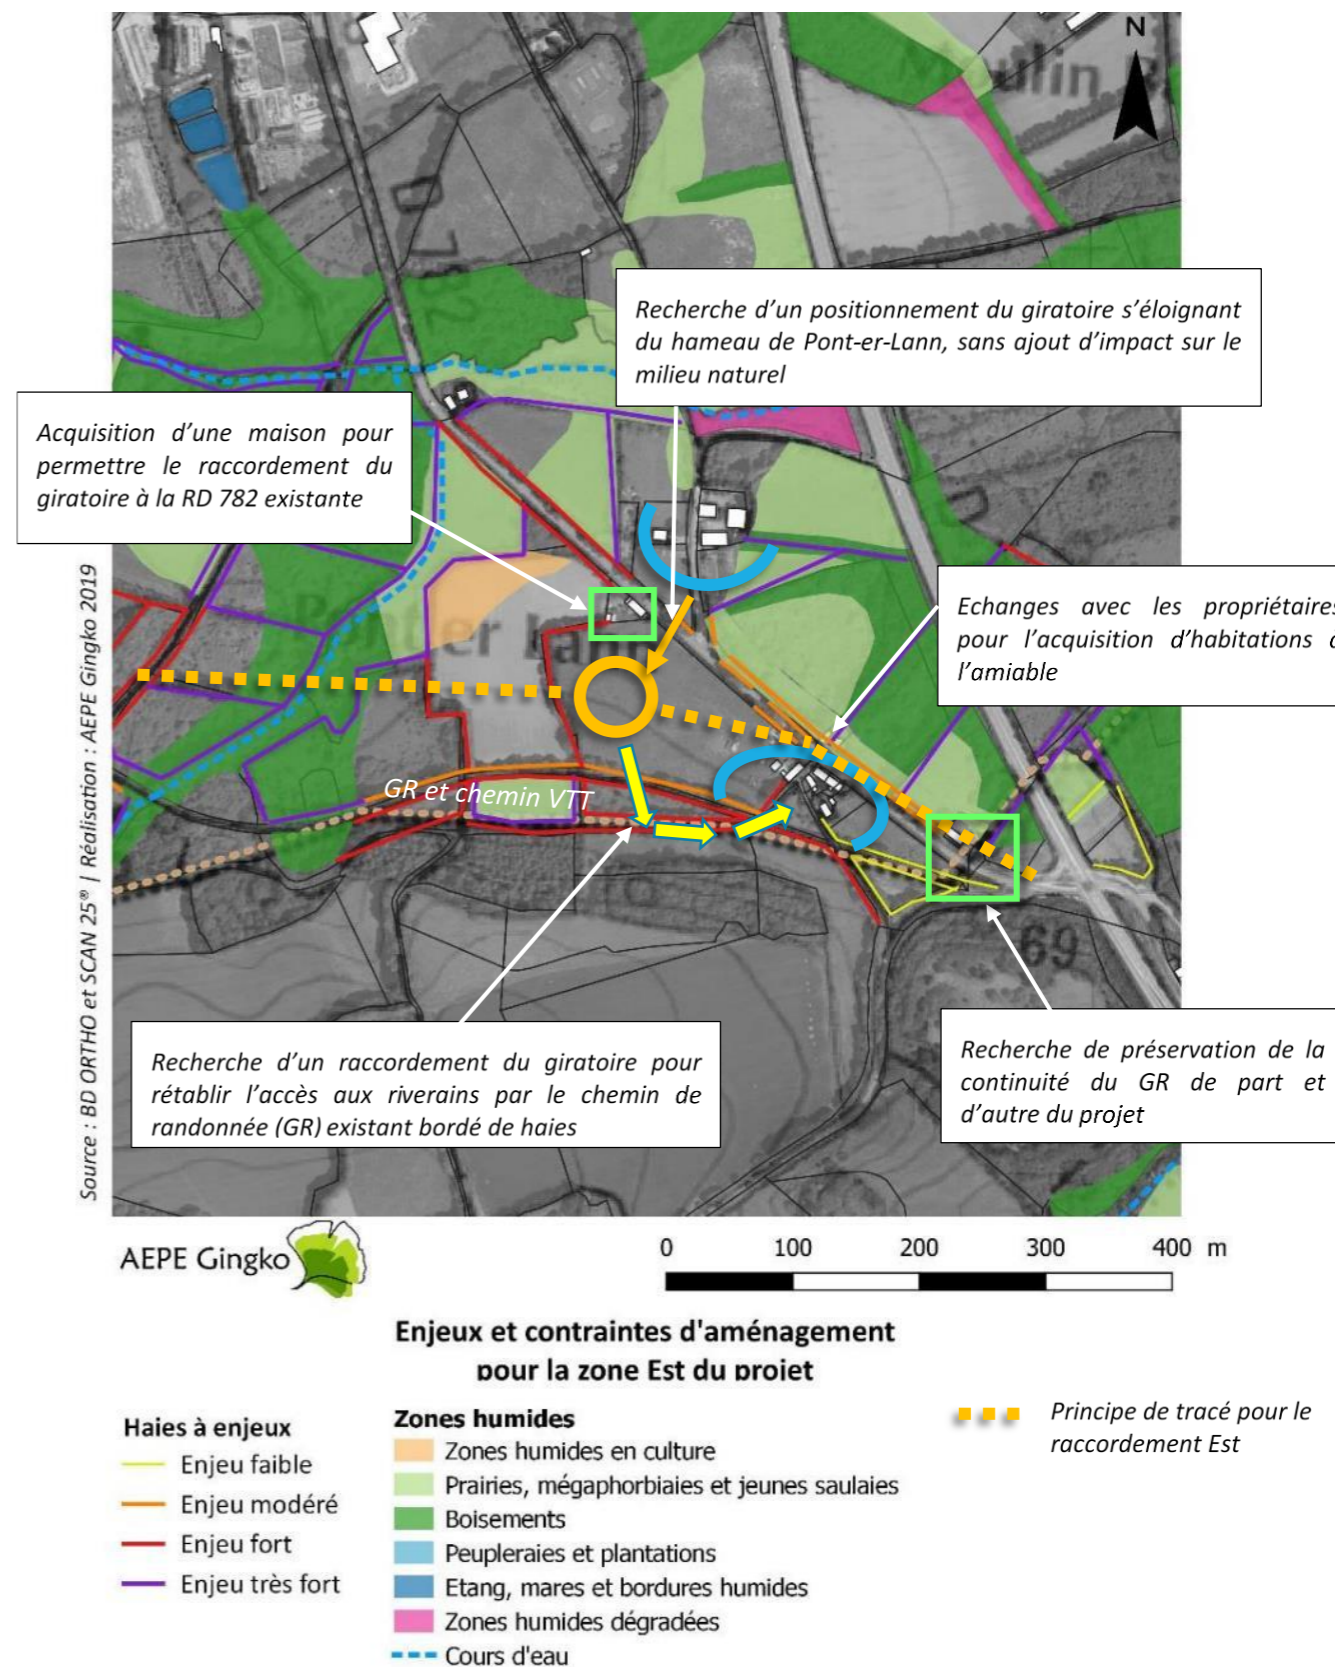 N
Moulin
Recherche d'un positionnement du giratoire s'éloignant
du hameau de Pont-er-Lann, sans ajout d'impact sur le
milieu naturel
Acquisition d'une maison pour
permettre le raccordement du
giratoire à la RD 782 existante
Echanges avec les propriétaires
pour l'acquisition d'habitations
l'amiable
GR et chemin VTT
69
Recherche d'un raccordement du giratoire pour
rétablir l'accès aux riverains par le chemin de
randonnée (GR) existant bordé de haies
Recherche de préservation de la
continuité du GR de part et
d'autre du projet
Source : BD ORTHO et SCAN 25® | Réalisation : AEPE Gingko 2019
AEPE Gingko
0 100 200 300 400 m
Enjeux et contraintes d'aménagement
pour la zone Est du projet
Haies à enjeux
Enjeu faible
Enjeu modéré
Enjeu fort
Enjeu très fort
Zones humides
Zones humides en culture
Prairies, mégaphorbiaies et jeunes saulaies
Boisements
Peupleraies et plantations
Etang, mares et bordures humides
Zones humides dégradées
Cours d'eau
Principe de tracé pour le
raccordement Est